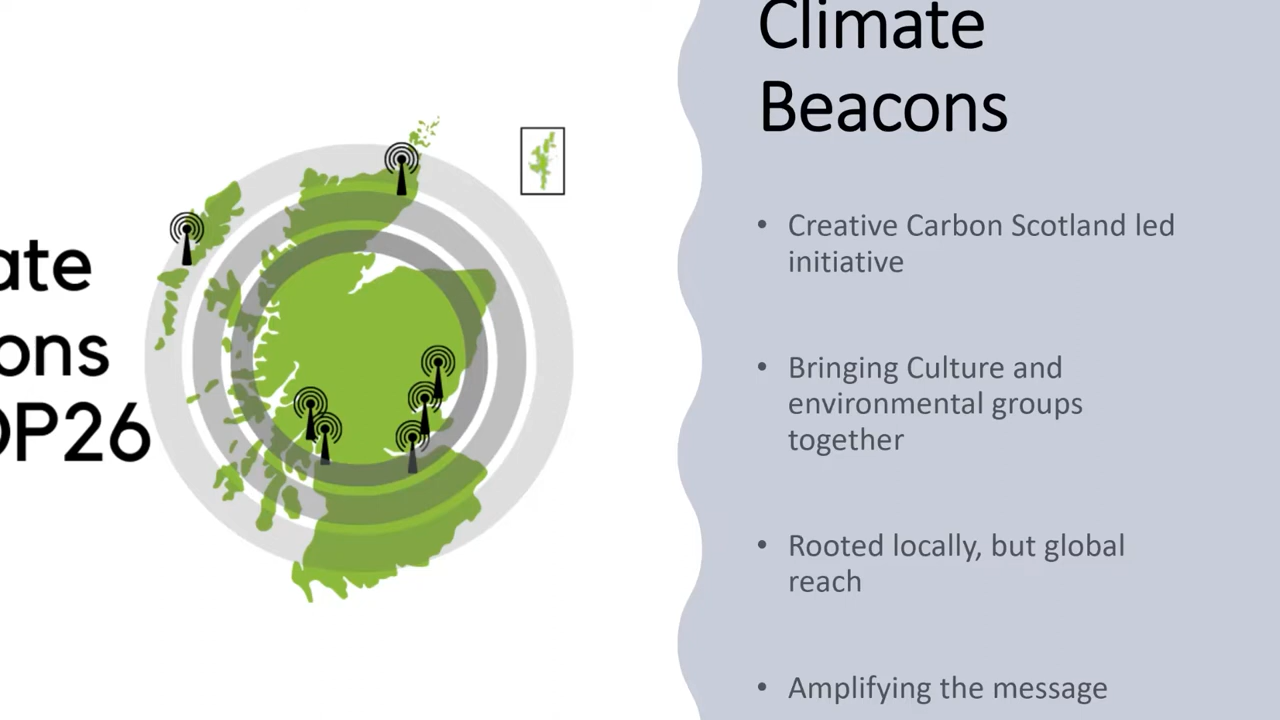 ate
ons
OP26
Climate
Beacons
• Creative Carbon Scotland led
initiative
• Bringing Culture and
environmental groups
together
• Rooted locally, but global
reach
• Amplifying the message